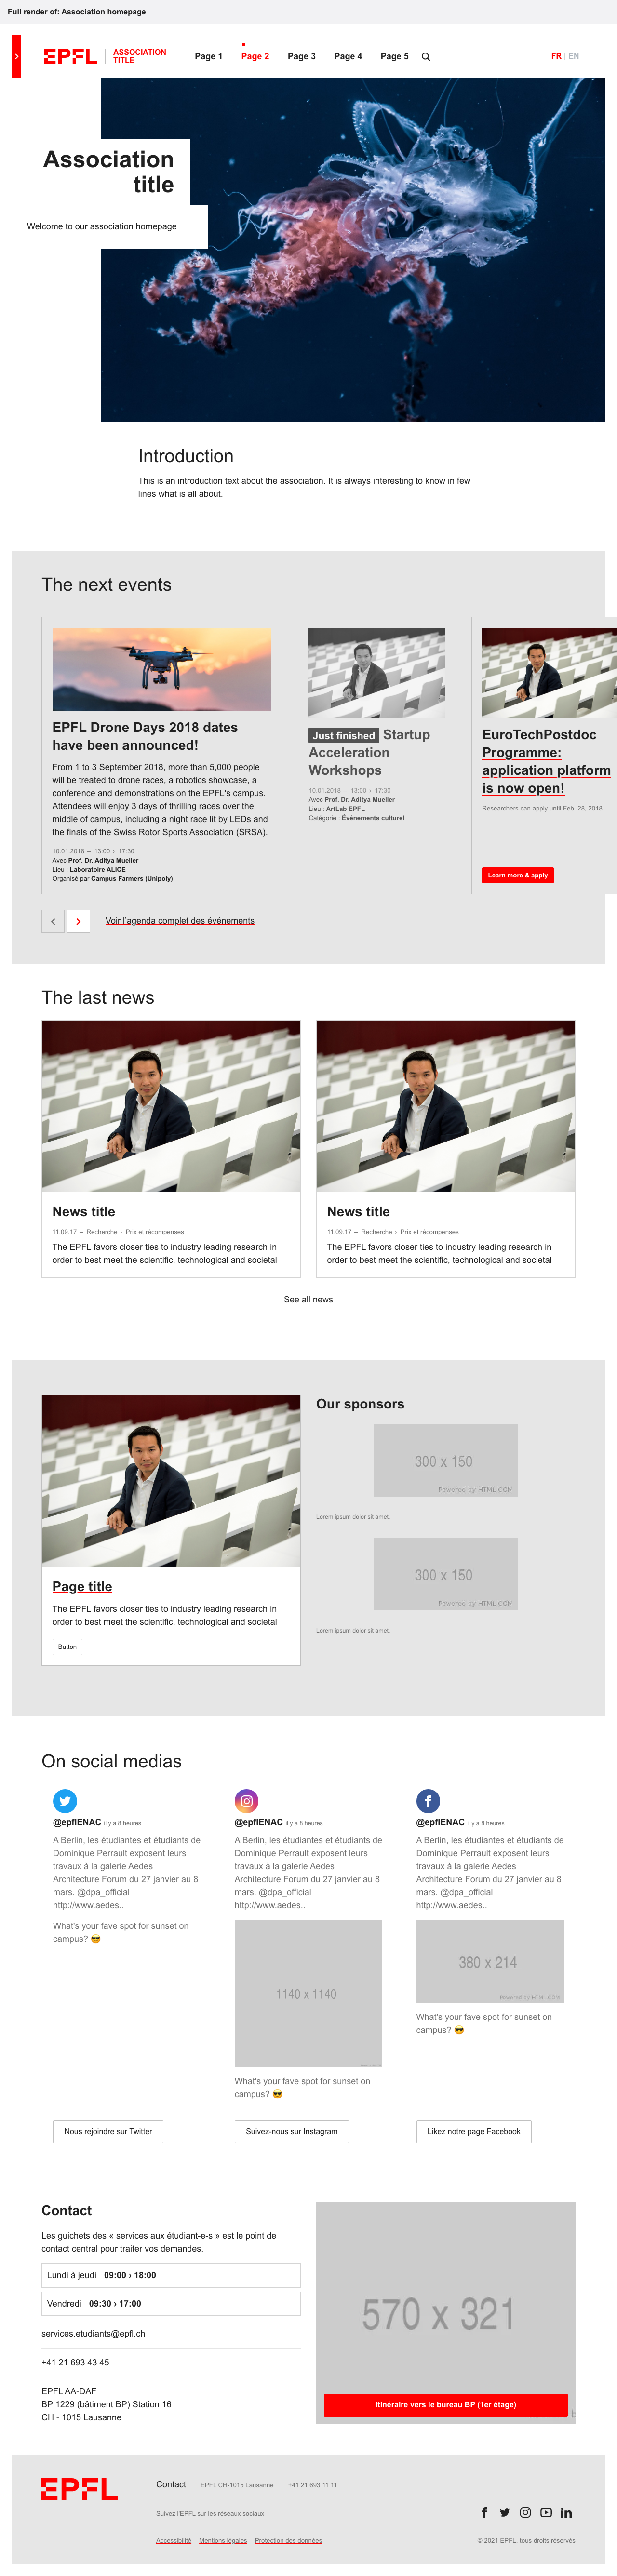 Full render of: Association homepage
EPFL
ASSOCIATION
TITLE
Page 1
Page 2
Page 3
Page 4
Page 5
FR
EN
Association
title
Welcome to our association homepage
Introduction
This is an introduction text about the association. It is always interesting to know in few
lines what is all about.
The next events
EPFL Drone Days 2018 dates
have been announced!
From 1 to 3 September 2018, more than 5,000 people
will be treated to drone races, a robotics showcase, a
conference and demonstrations on the EPFL's campus.
Attendees will enjoy 3 days of thrilling races over the
middle of campus, including a night race lit by LEDs and
the finals of the Swiss Rotor Sports Association (SRSA).
10.01.2018 – 13:00 › 17:30
Avec Prof. Dr. Aditya Mueller
Lieu : Laboratoire ALICE
Organisé par Campus Farmers (Unipoly)
Just finished Startup
Acceleration
Workshops
10.01.2018 – 13:00 › 17:30
Avec Prof. Dr. Aditya Mueller
Lieu : ArtLab EPFL
Catégorie : Événements culturel
EuroTechPostdoc
Programme:
application platform
is now open!
Researchers can apply until Feb. 28, 2018
Learn more & apply
Voir l’agenda complet des événements
The last news
News title
11.09.17 – Recherche › Prix et récompenses
The EPFL favors closer ties to industry leading research in
order to best meet the scientific, technological and societal
News title
11.09.17 – Recherche › Prix et récompenses
The EPFL favors closer ties to industry leading research in
order to best meet the scientific, technological and societal
See all news
Page title
The EPFL favors closer ties to industry leading research in
order to best meet the scientific, technological and societal
Button
Our sponsors
300 x 150
Powered by HTML.COM
Lorem ipsum dolor sit amet.
300 x 150
Powered by HTML.COM
Lorem ipsum dolor sit amet.
On social medias
@epflENAC il y a 8 heures
A Berlin, les étudiantes et étudiants de
Dominique Perrault exposent leurs
travaux à la galerie Aedes
Architecture Forum du 27 janvier au 8
mars. @dpa_official
http://www.aedes..
What's your fave spot for sunset on
campus? 😎
Nous rejoindre sur Twitter
@epflENAC il y a 8 heures
A Berlin, les étudiantes et étudiants de
Dominique Perrault exposent leurs
travaux à la galerie Aedes
Architecture Forum du 27 janvier au 8
mars. @dpa_official
http://www.aedes..
1140 x 1140
What's your fave spot for sunset on
campus? 😎
Suivez-nous sur Instagram
@epflENAC il y a 8 heures
A Berlin, les étudiantes et étudiants de
Dominique Perrault exposent leurs
travaux à la galerie Aedes
Architecture Forum du 27 janvier au 8
mars. @dpa_official
http://www.aedes..
380 x 214
Powered by HTML.COM
What's your fave spot for sunset on
campus? 😎
Likez notre page Facebook
Contact
Les guichets des « services aux étudiant-e-s » est le point de
contact central pour traiter vos demandes.
Lundi à jeudi 09:00 › 18:00
Vendredi 09:30 › 17:00
services.etudiants@epfl.ch
+41 21 693 43 45
EPFL AA-DAF
BP 1229 (bâtiment BP) Station 16
CH - 1015 Lausanne
570 x 321
Itinéraire vers le bureau BP (1er étage)
EPFL
Contact
EPFL CH-1015 Lausanne
+41 21 693 11 11
Suivez l'EPFL sur les réseaux sociaux
Accessibilité
Mentions légales
Protection des données
© 2021 EPFL, tous droits réservés